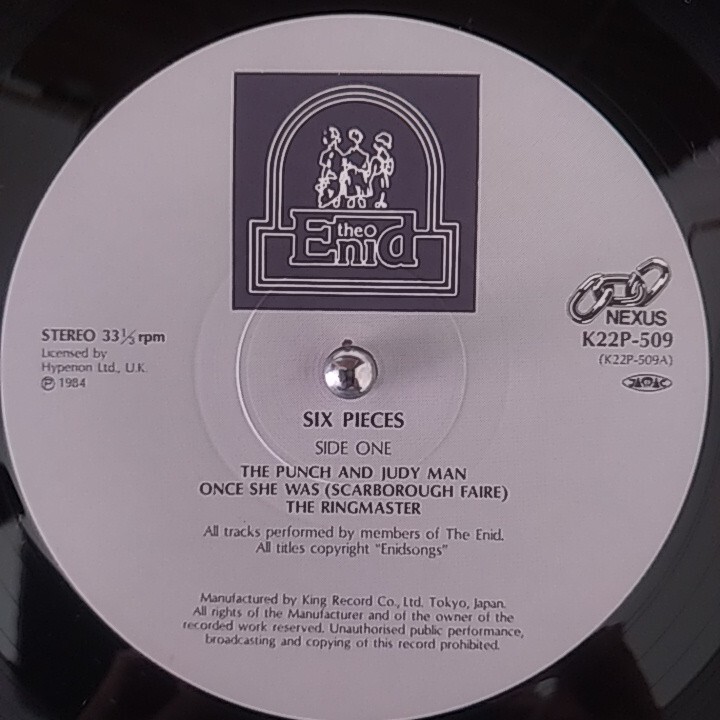 the
Enid
NEXUS
STEREO 33⅓ rpm
Licensed by
Hyperion Ltd., U.K.
Ⓟ 1984
K22P-509
(K22P-509A)
SIX PIECES
SIDE ONE
THE PUNCH AND JUDY MAN
ONCE SHE WAS (SCARBOROUGH FAIRE)
THE RINGMASTER
All tracks performed by members of The Enid.
All titles copyright "Enidsongs"
Manufactured by King Record Co., Ltd. Tokyo, Japan.
All rights of the Manufacturer and of the owner of the
recorded work reserved. Unauthorised public performance,
broadcasting and copying of this record prohibited.